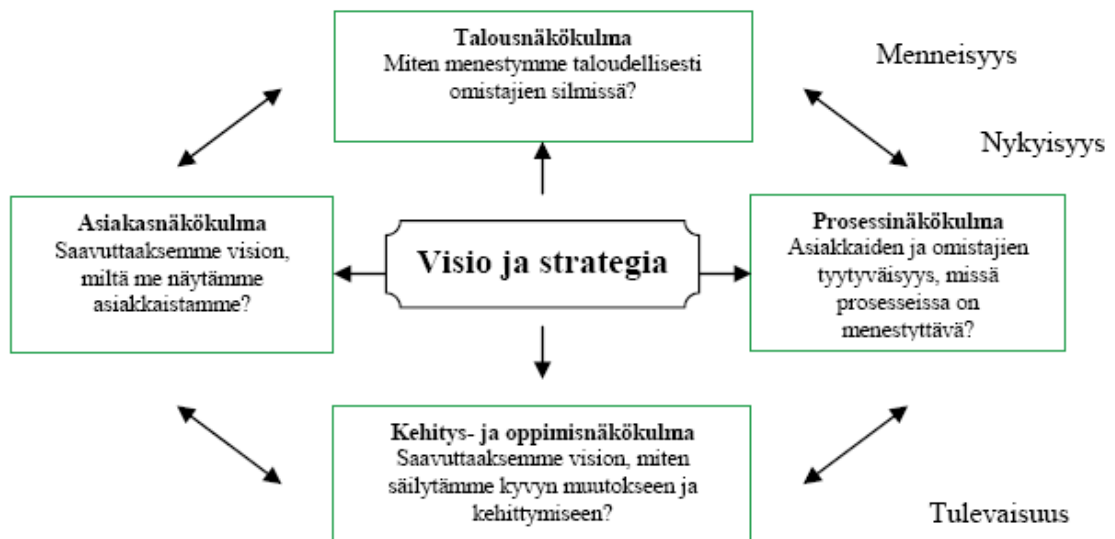 Talousnäkökulma
Miten menestymme taloudellisesti
omistajien silmissä?
Menneisyys
Nykyisyys
Asiakasnäkökulma
Saavuttaaksemme vision,
miltä me näytämme
asiakkaistamme?
Visio ja strategia
Prosessinäkökulma
Asiakkaiden ja omistajien
tyytyväisyys, missä
prosesseissa on
menestyttävä?
Kehitys- ja oppimisnäkökulma
Saavuttaaksemme vision, miten
säilytämme kyvyn muutokseen ja
kehittymiseen?
Tulevaisuus